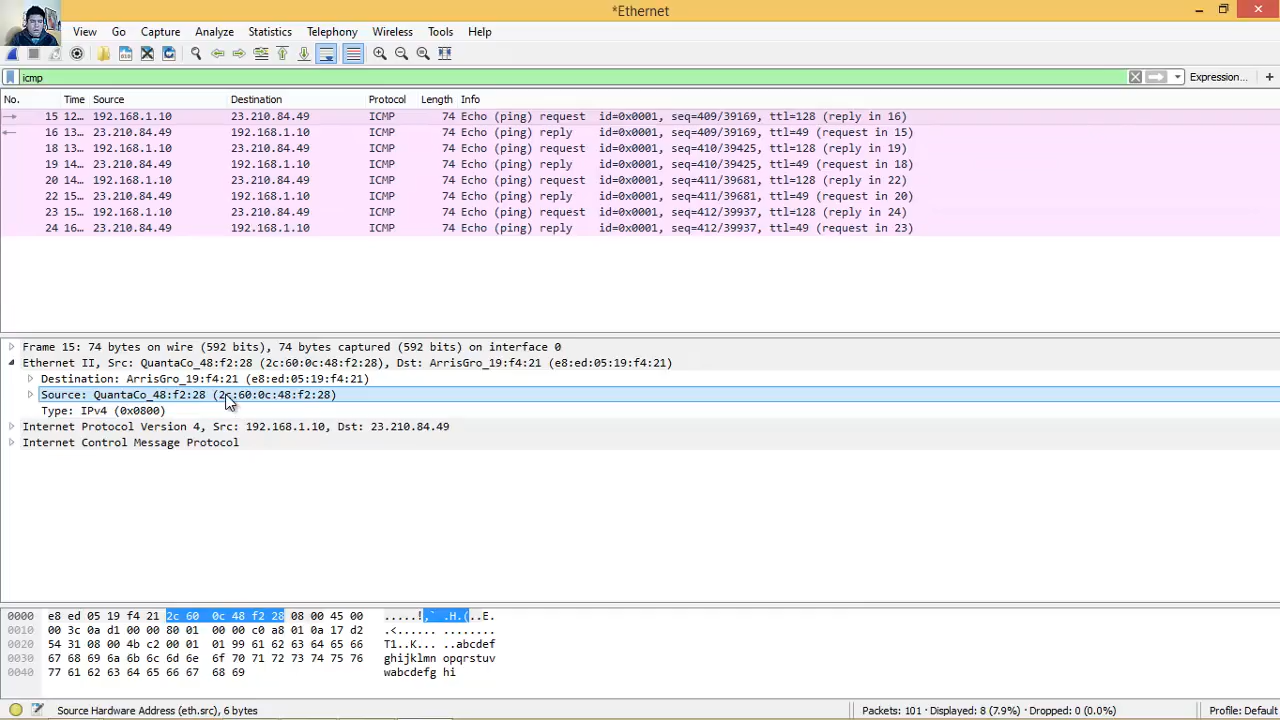 *Ethernet
View Go Capture Analyze Statistics Telephony Wireless Tools Help
icmp Expression... +
No. Time Source Destination Protocol Length Info
15 12… 192.168.1.10 23.210.84.49 ICMP 74 Echo (ping) request id=0x0001, seq=409/39169, ttl=128 (reply in 16)
16 13… 23.210.84.49 192.168.1.10 ICMP 74 Echo (ping) reply id=0x0001, seq=409/39169, ttl=49 (request in 15)
18 13… 192.168.1.10 23.210.84.49 ICMP 74 Echo (ping) request id=0x0001, seq=410/39425, ttl=128 (reply in 19)
19 14… 23.210.84.49 192.168.1.10 ICMP 74 Echo (ping) reply id=0x0001, seq=410/39425, ttl=49 (request in 18)
20 14… 192.168.1.10 23.210.84.49 ICMP 74 Echo (ping) request id=0x0001, seq=411/39681, ttl=128 (reply in 22)
22 15… 23.210.84.49 192.168.1.10 ICMP 74 Echo (ping) reply id=0x0001, seq=411/39681, ttl=49 (request in 20)
23 15… 192.168.1.10 23.210.84.49 ICMP 74 Echo (ping) request id=0x0001, seq=412/39937, ttl=128 (reply in 24)
24 16… 23.210.84.49 192.168.1.10 ICMP 74 Echo (ping) reply id=0x0001, seq=412/39937, ttl=49 (request in 23)
Frame 15: 74 bytes on wire (592 bits), 74 bytes captured (592 bits) on interface 0
Ethernet II, Src: QuantaCo_48:f2:28 (2c:60:0c:48:f2:28), Dst: ArrisGro_19:f4:21 (e8:ed:05:19:f4:21)
Destination: ArrisGro_19:f4:21 (e8:ed:05:19:f4:21)
Source: QuantaCo_48:f2:28 (2c:60:0c:48:f2:28)
Type: IPv4 (0x0800)
Internet Protocol Version 4, Src: 192.168.1.10, Dst: 23.210.84.49
Internet Control Message Protocol
0000 e8 ed 05 19 f4 21 2c 60 0c 48 f2 28 08 00 45 00 .....!,` .H.(..E.
0010 00 3c 0a d1 00 00 80 01 00 00 c0 a8 01 0a 17 d2 .<...... ........
0020 54 31 08 00 4b c2 00 01 01 99 61 62 63 64 65 66 T1..K... ..abcdef
0030 67 68 69 6a 6b 6c 6d 6e 6f 70 71 72 73 74 75 76 ghijklmn opqrstuv
0040 77 61 62 63 64 65 66 67 68 69 wabcdefg hi
Source Hardware Address (eth.src), 6 bytes Packets: 101 · Displayed: 8 (7.9%) · Dropped: 0 (0.0%) Profile: Default